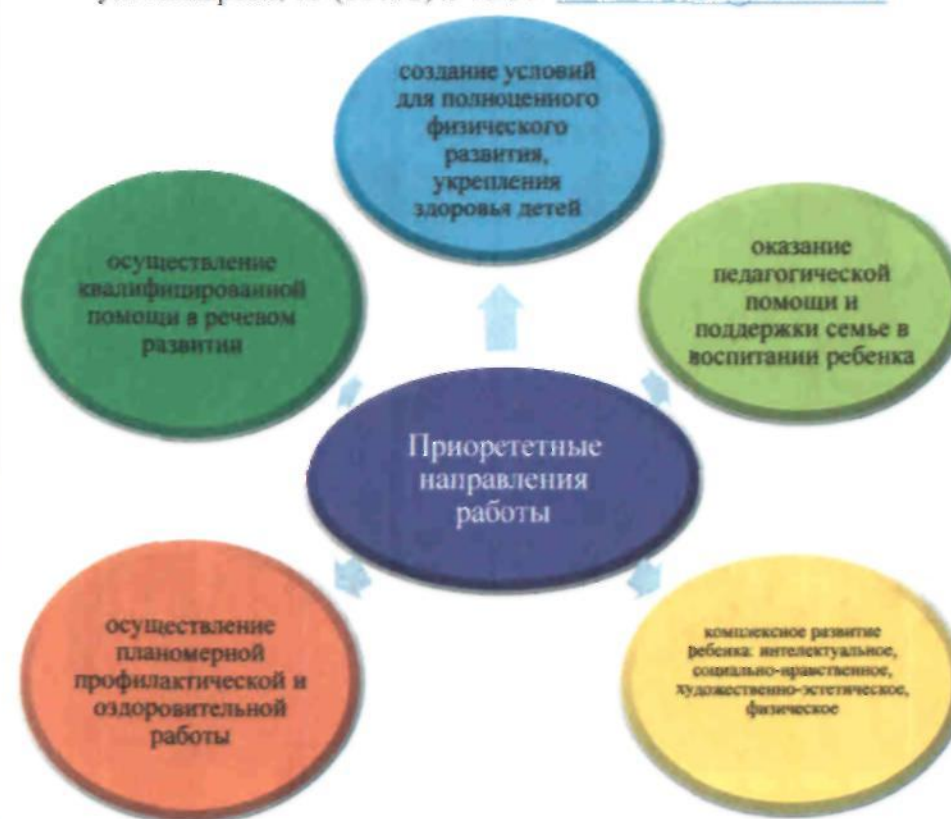 создание условий
для полноценного
физического
развития,
укрепления
здоровья детей
осуществление
квалифицированной
помощи в речевом
развитии
оказание
педагогической
помощи и
поддержки семье в
воспитании ребенка
Приорететные
направления
работы
осуществление
планомерной
профилактической и
оздоровительной
работы
комплексное развитие
ребенка: интелектуальное,
социально-нравственное,
художественно-эстетическое,
физическое